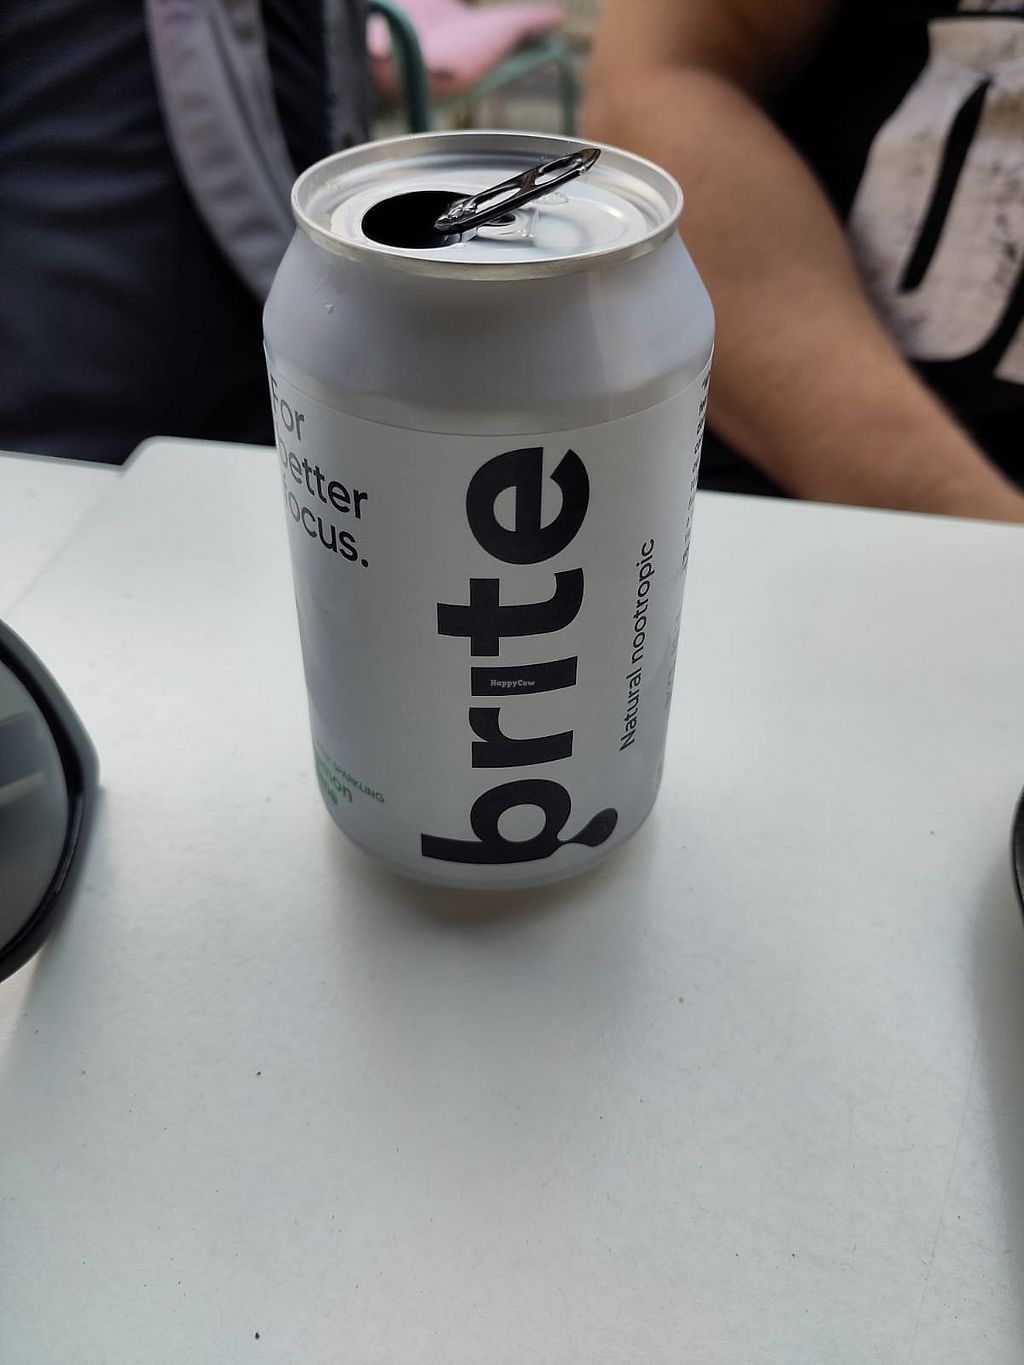 For
better
focus.
brite
Natural nootropic
SPARKLING
HappyCow